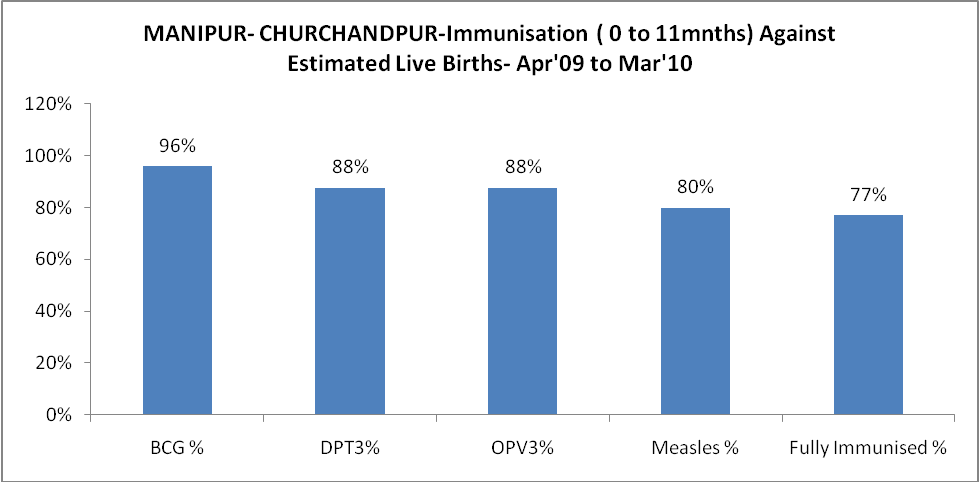 MANIPUR- CHURCHANDPUR-Immunisation ( 0 to 11mnths) Against
Estimated Live Births- Apr'09 to Mar'10
120%
100%
80%
60%
40%
20%
0%
96%
88%
88%
80%
77%
BCG %
DPT3%
OPV3%
Measles %
Fully Immunised %